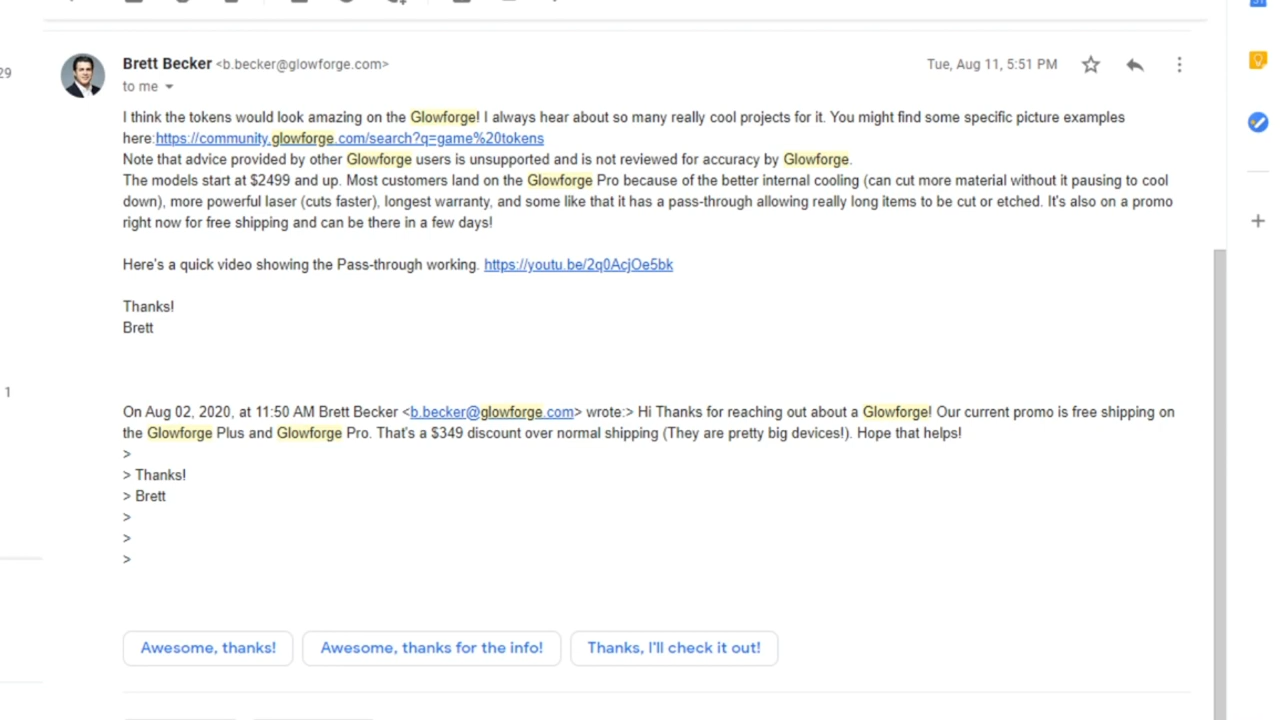 29
Brett Becker <b.becker@glowforge.com>
Tue, Aug 11, 5:51 PM
to me
I think the tokens would look amazing on the Glowforge! I always hear about so many really cool projects for it. You might find some specific picture examples
here:https://community.glowforge.com/search?q=game%20tokens
Note that advice provided by other Glowforge users is unsupported and is not reviewed for accuracy by Glowforge.
The models start at $2499 and up. Most customers land on the Glowforge Pro because of the better internal cooling (can cut more material without it pausing to cool
down), more powerful laser (cuts faster), longest warranty, and some like that it has a pass-through allowing really long items to be cut or etched. It's also on a promo
right now for free shipping and can be there in a few days!
Here's a quick video showing the Pass-through working. https://youtu.be/2q0AcjOe5bk
Thanks!
Brett
1
On Aug 02, 2020, at 11:50 AM Brett Becker <b.becker@glowforge.com> wrote:> Hi Thanks for reaching out about a Glowforge! Our current promo is free shipping on
the Glowforge Plus and Glowforge Pro. That's a $349 discount over normal shipping (They are pretty big devices!). Hope that helps!
>
> Thanks!
> Brett
>
>
>
Awesome, thanks!
Awesome, thanks for the info!
Thanks, I'll check it out!